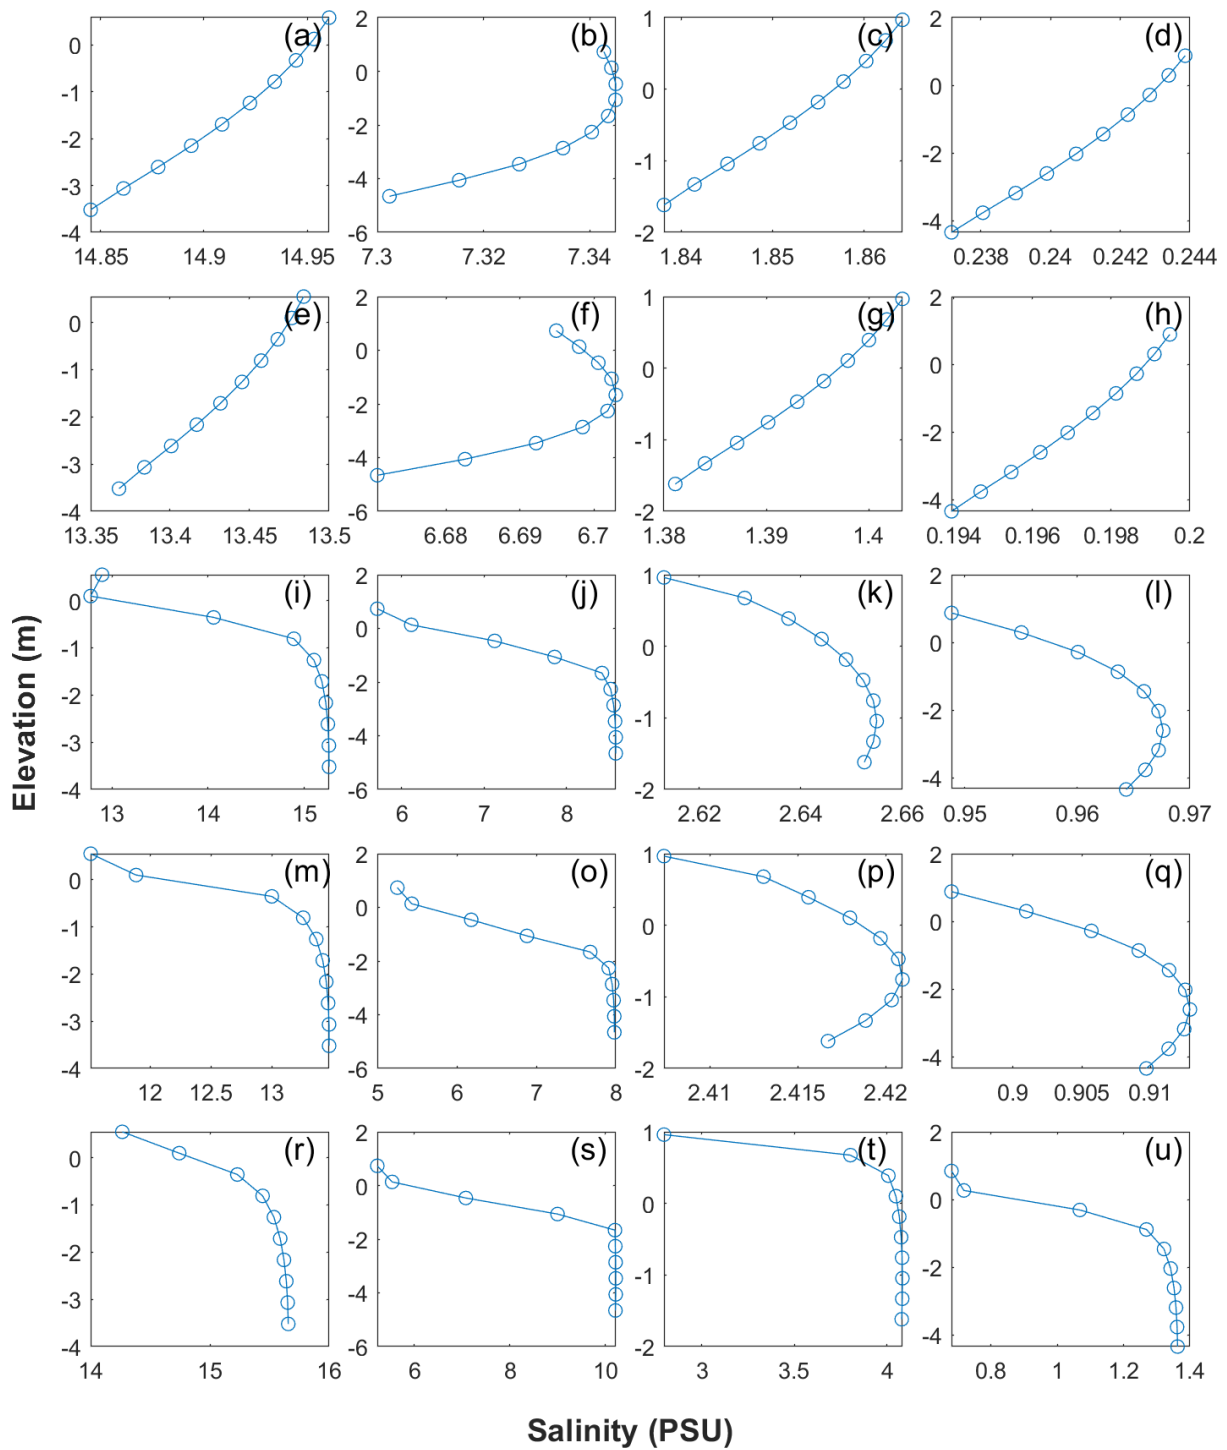 (a) (b) (c) (d)
0 -1 -2 -3 -4
2 0 -2 -4 -6
1 0 -1 -2
2 0 -2 -4
14.85 14.9 14.95
7.3 7.32 7.34
1.84 1.85 1.86
0.238 0.24 0.242 0.244
(e) (f) (g) (h)
0 -1 -2 -3 -4
2 0 -2 -4 -6
1 0 -1 -2
2 0 -2 -4
13.35 13.4 13.45 13.5
6.68 6.69 6.7
1.38 1.39 1.4
0.194 0.196 0.198 0.2
(i) (j) (k) (l)
0 -1 -2 -3 -4
2 0 -2 -4 -6
1 0 -1 -2
2 0 -2 -4
13 14 15
6 7 8
2.62 2.64 2.66
0.95 0.96 0.97
Elevation (m)
(m) (o) (p) (q)
0 -1 -2 -3 -4
2 0 -2 -4 -6
1 0 -1 -2
2 0 -2 -4
12 12.5 13
5 6 7 8
2.41 2.415 2.42
0.9 0.905 0.91
(r) (s) (t) (u)
0 -1 -2 -3 -4
2 0 -2 -4 -6
1 0 -1 -2
2 0 -2 -4
14 15 16
6 8 10
3 3.5 4
0.8 1 1.2 1.4
Salinity (PSU)